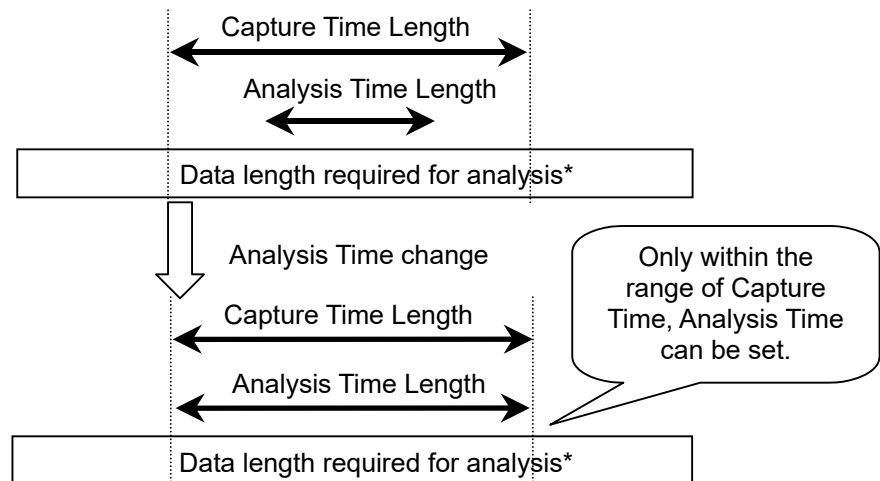 Capture Time Length
Analysis Time Length
Data length required for analysis*
Analysis Time change
Only within the
range of Capture
Time, Analysis Time
can be set.
Capture Time Length
Analysis Time Length
Data length required for analysis*